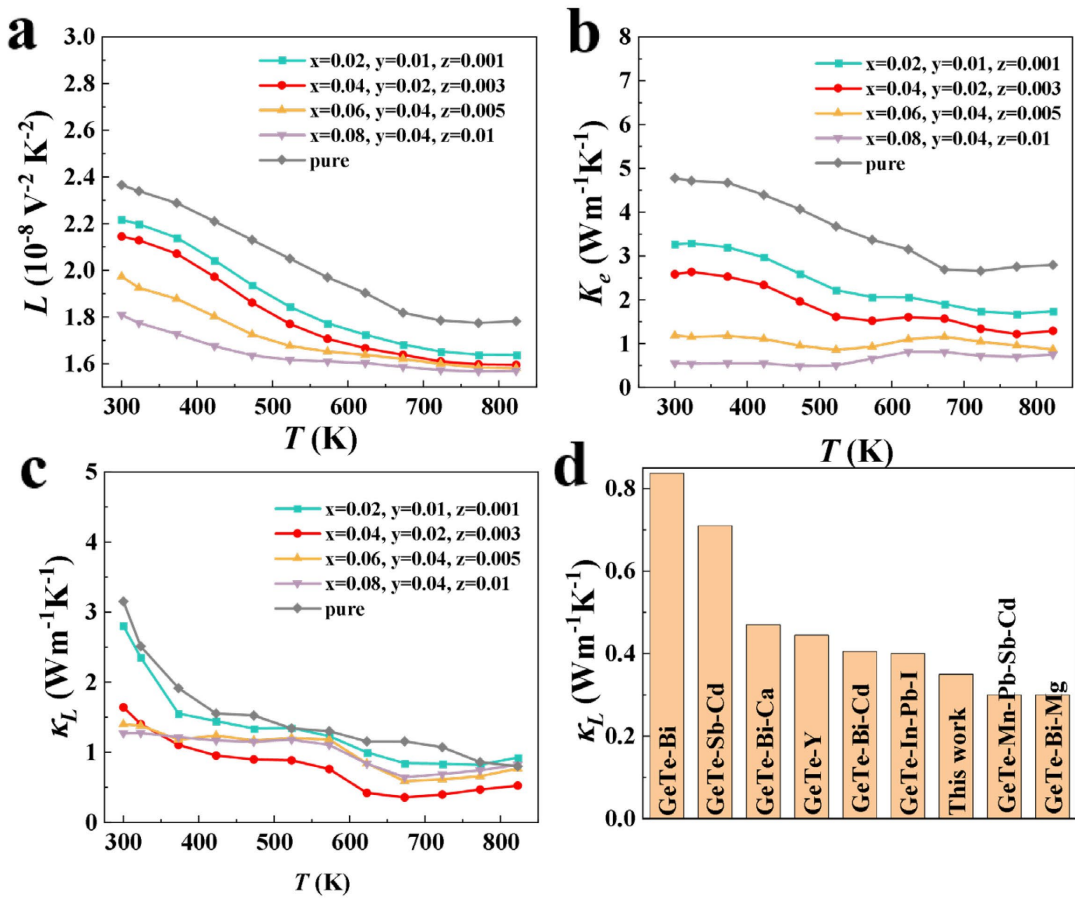 a
3.0
2.8
2.6
2.4
2.2
2.0
1.8
1.6
L (10⁻⁸ V⁻² K⁻²)
x=0.02, y=0.01, z=0.001
x=0.04, y=0.02, z=0.003
x=0.06, y=0.04, z=0.005
x=0.08, y=0.04, z=0.01
pure
300 400 500 600 700 800
T (K)
b
8
7
6
5
4
3
2
1
0
Kₑ (Wm⁻¹K⁻¹)
x=0.02, y=0.01, z=0.001
x=0.04, y=0.02, z=0.003
x=0.06, y=0.04, z=0.005
x=0.08, y=0.04, z=0.01
pure
300 400 500 600 700 800
T (K)
c
5
4
3
2
1
0
κL (Wm⁻¹K⁻¹)
x=0.02, y=0.01, z=0.001
x=0.04, y=0.02, z=0.003
x=0.06, y=0.04, z=0.005
x=0.08, y=0.04, z=0.01
pure
300 400 500 600 700 800
T (K)
d
0.8
0.6
0.4
0.2
0.0
κL (Wm⁻¹K⁻¹)
GeTe-Bi
GeTe-Sb-Cd
GeTe-Bi-Ca
GeTe-Y
GeTe-Bi-Cd
GeTe-In-Pb-I
This work
GeTe-Mn-Pb-Sb-Cd
GeTe-Bi-Mg